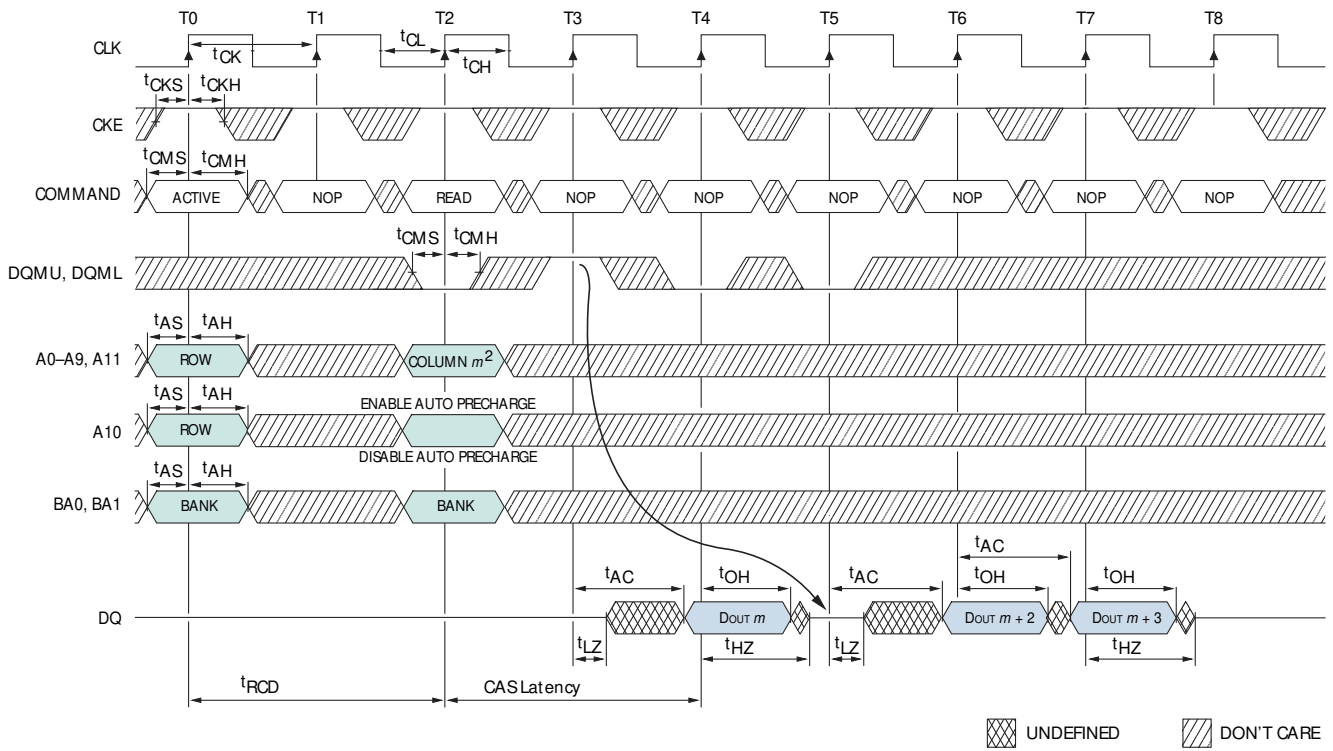 T0 T1 T2 T3 T4 T5 T6 T7 T8
CLK
tCK tCL tCH
tCKS tCKH
CKE
tCMS tCMH
COMMAND ACTIVE NOP READ NOP NOP NOP NOP NOP NOP
tCMS tCMH
DQMU, DQML
tAS tAH
A0–A9, A11 ROW COLUMN m2
tAS tAH ENABLE AUTO PRECHARGE
A10 ROW
DISABLE AUTO PRECHARGE
tAS tAH
BA0, BA1 BANK BANK
tAC
tAC tOH tAC tOH tOH
DQ DOUT m DOUT m + 2 DOUT m + 3
tLZ tHZ tLZ tHZ
tRCD CAS Latency
UNDEFINED DON'T CARE